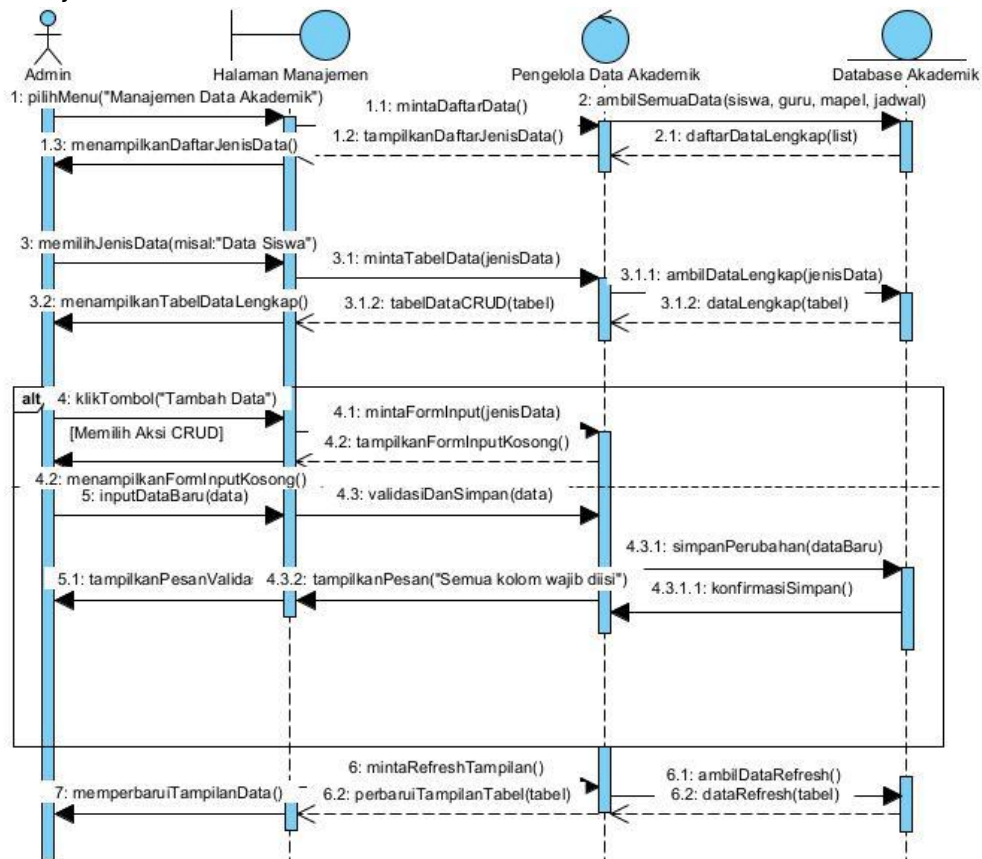 Admin
Halaman Manajemen
Pengelola Data Akademik
Database Akademik
1: pilihMenu("Manajemen Data Akademik")
1.1: mintaDaftarData()
2: ambilSemuaData(siswa, guru, mapel, jadwal)
1.2: tampilkanDaftarJenisData()
2.1: daftarDataLengkap(list)
1.3: menampilkanDaftarJenisData()
3: memilihJenisData(misal:"Data Siswa")
3.1: mintaTabelData(jenisData)
3.1.1: ambilDataLengkap(jenisData)
3.2: menampilkanTabelDataLengkap()
3.1.2: tabelDataCRUD(tabel)
3.1.2: dataLengkap(tabel)
alt
4: klikTombol("Tambah Data")
4.1: mintaFormInput(jenisData)
[Memilih Aksi CRUD]
4.2: tampilkanFormInputKosong()
4.2: menampilkanFormInputKosong()
5: inputDataBaru(data)
4.3: validasiDanSimpan(data)
4.3.1: simpanPerubahan(dataBaru)
5.1: tampilkanPesanValida
4.3.2: tampilkanPesan("Semua kolom wajib diisi")
4.3.1.1: konfirmasiSimpan()
6: mintaRefreshTampilan()
6.1: ambilDataRefresh()
7: memperbaruiTampilanData()
6.2: perbaruiTampilanTabel(tabel)
6.2: dataRefresh(tabel)